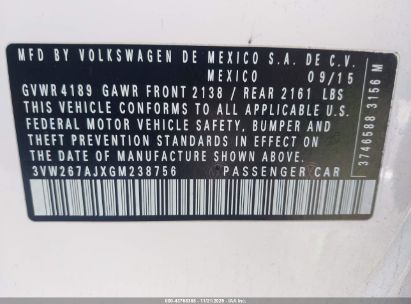 MFD BY VOLKSWAGEN DE MEXICO S.A. DE C.V.
MEXICO 09/15
GVWR 4189 GAWR FRONT 2138 / REAR 2161 LBS
THIS VEHICLE CONFORMS TO ALL APPLICABLE U.S.
FEDERAL MOTOR VEHICLE SAFETY, BUMPER AND
THEFT PREVENTION STANDARDS IN EFFECT ON THE
DATE OF MANUFACTURE SHOWN ABOVE
3VW267AJXGM238756 PASSENGER CAR
3746588 3156 M